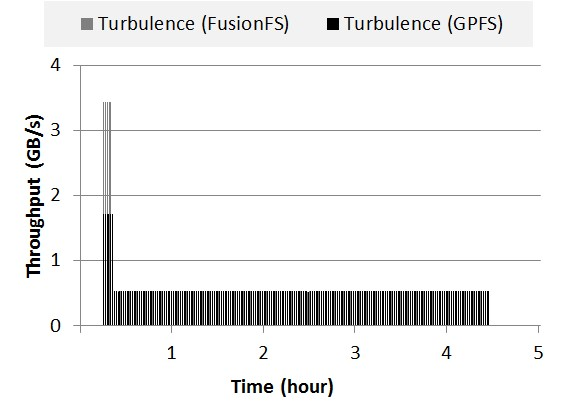 Turbulence (FusionFS) Turbulence (GPFS)
4
3
2
1
0
Throughput (GB/s)
1 2 3 4 5
Time (hour)